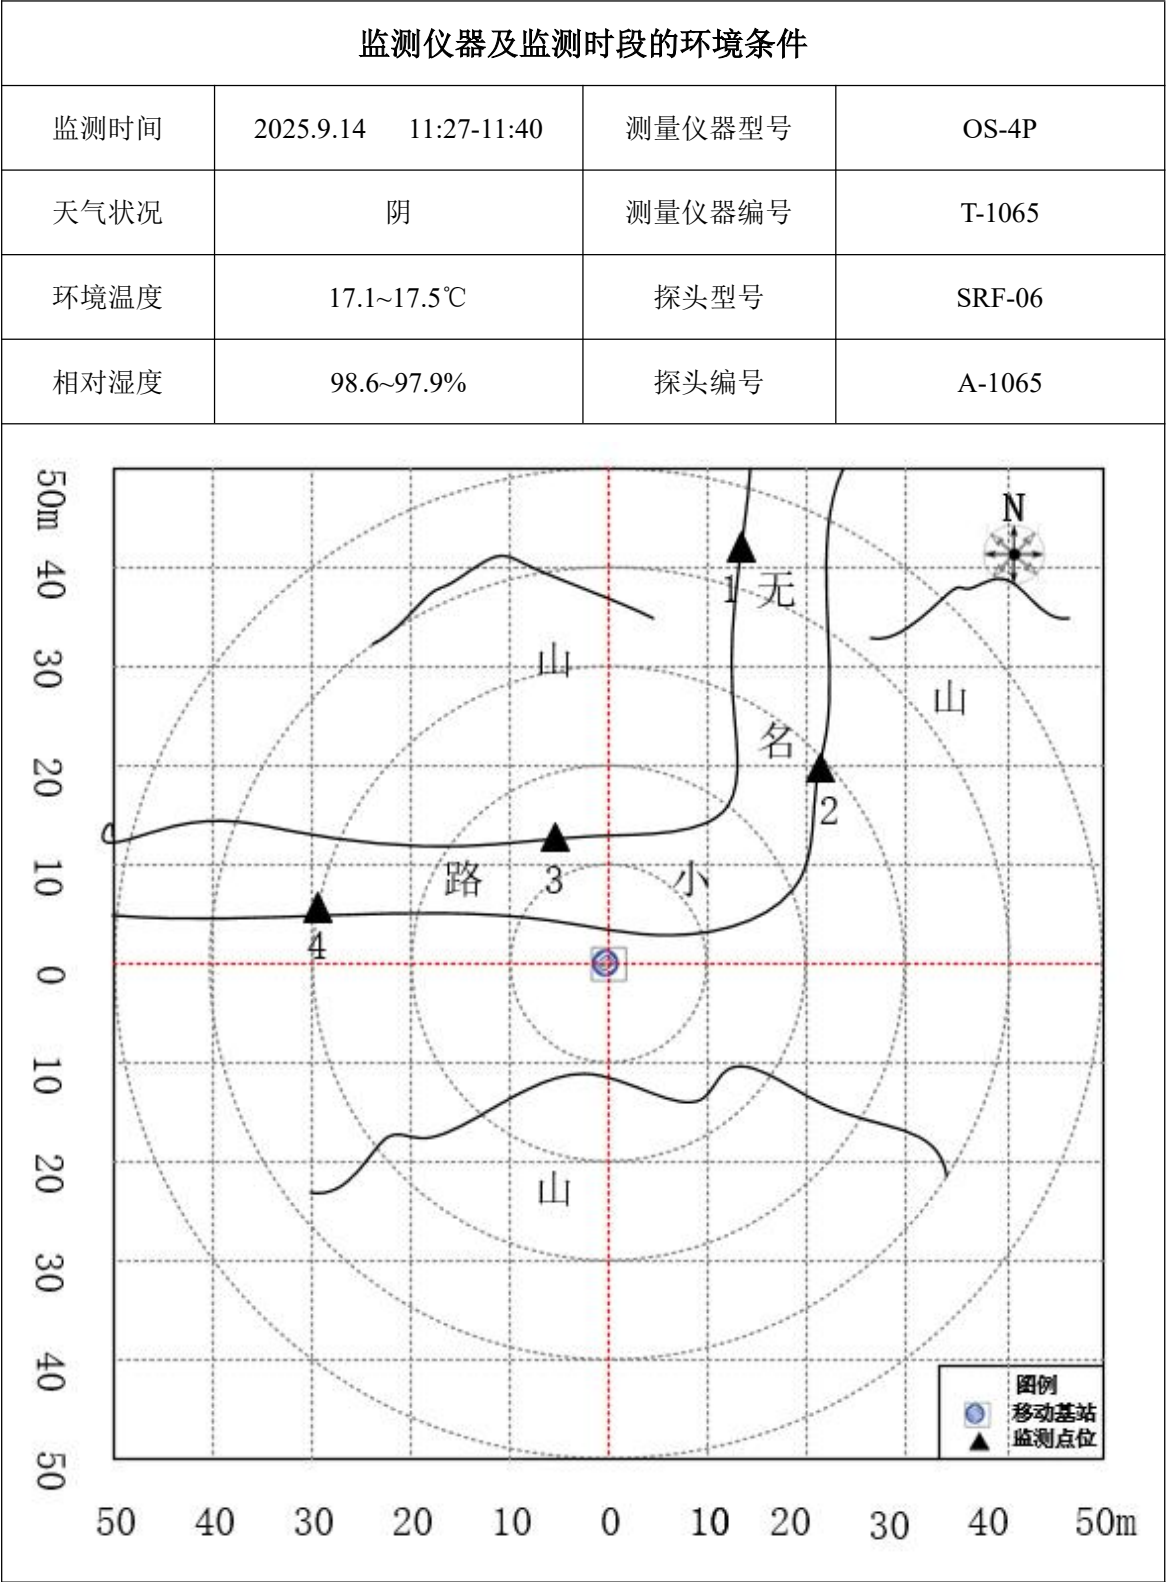 监测仪器及监测时段的环境条件
监测时间 2025.9.14 11:27-11:40 测量仪器型号 OS-4P
天气状况 阴 测量仪器编号 T-1065
环境温度 17.1~17.5℃ 探头型号 SRF-06
相对湿度 98.6~97.9% 探头编号 A-1065
50m
N
40
1 无
山
30
山
名
20
2
10
路 3 小
4
0
10
20
山
30
40
图例
移动基站
监测点位
50
50 40 30 20 10 0 10 20 30 40 50m